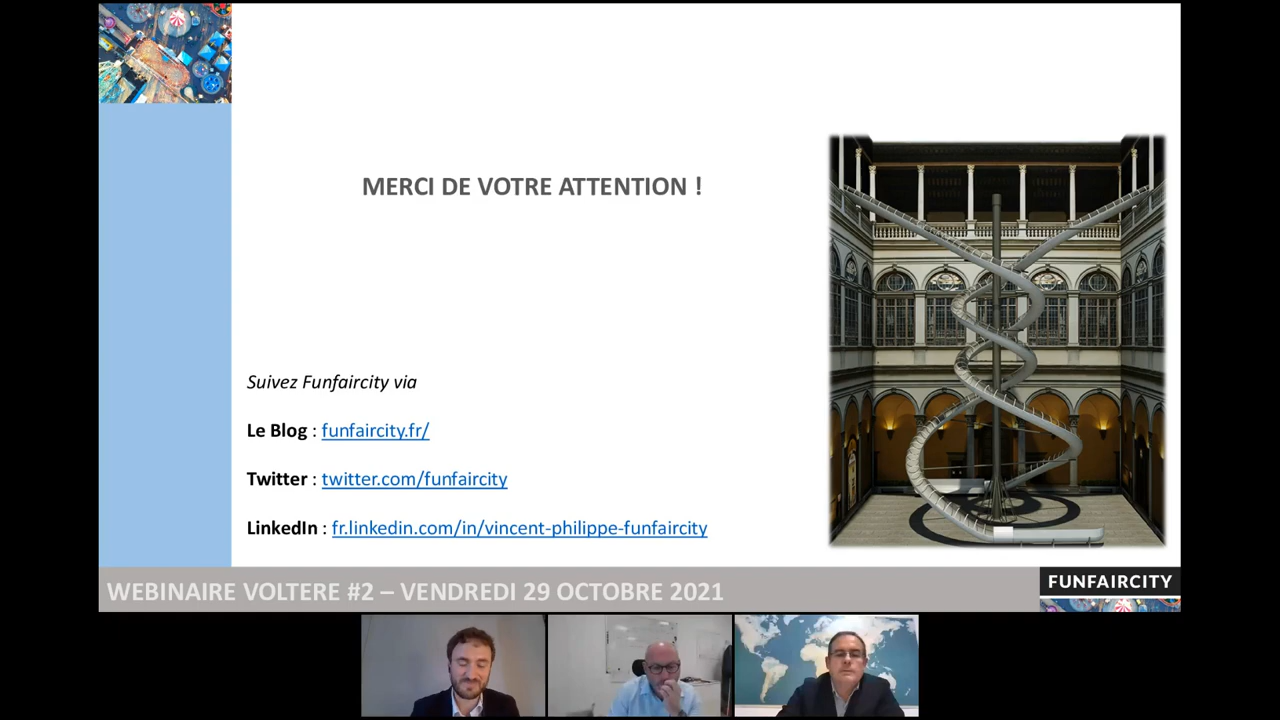 MERCI DE VOTRE ATTENTION !
Suivez Funfaircity via
Le Blog : funfaircity.fr/
Twitter : twitter.com/funfaircity
LinkedIn : fr.linkedin.com/in/vincent-philippe-funfaircity
WEBINAIRE VOLTERE #2 – VENDREDI 29 OCTOBRE 2021
FUNFAIRCITY